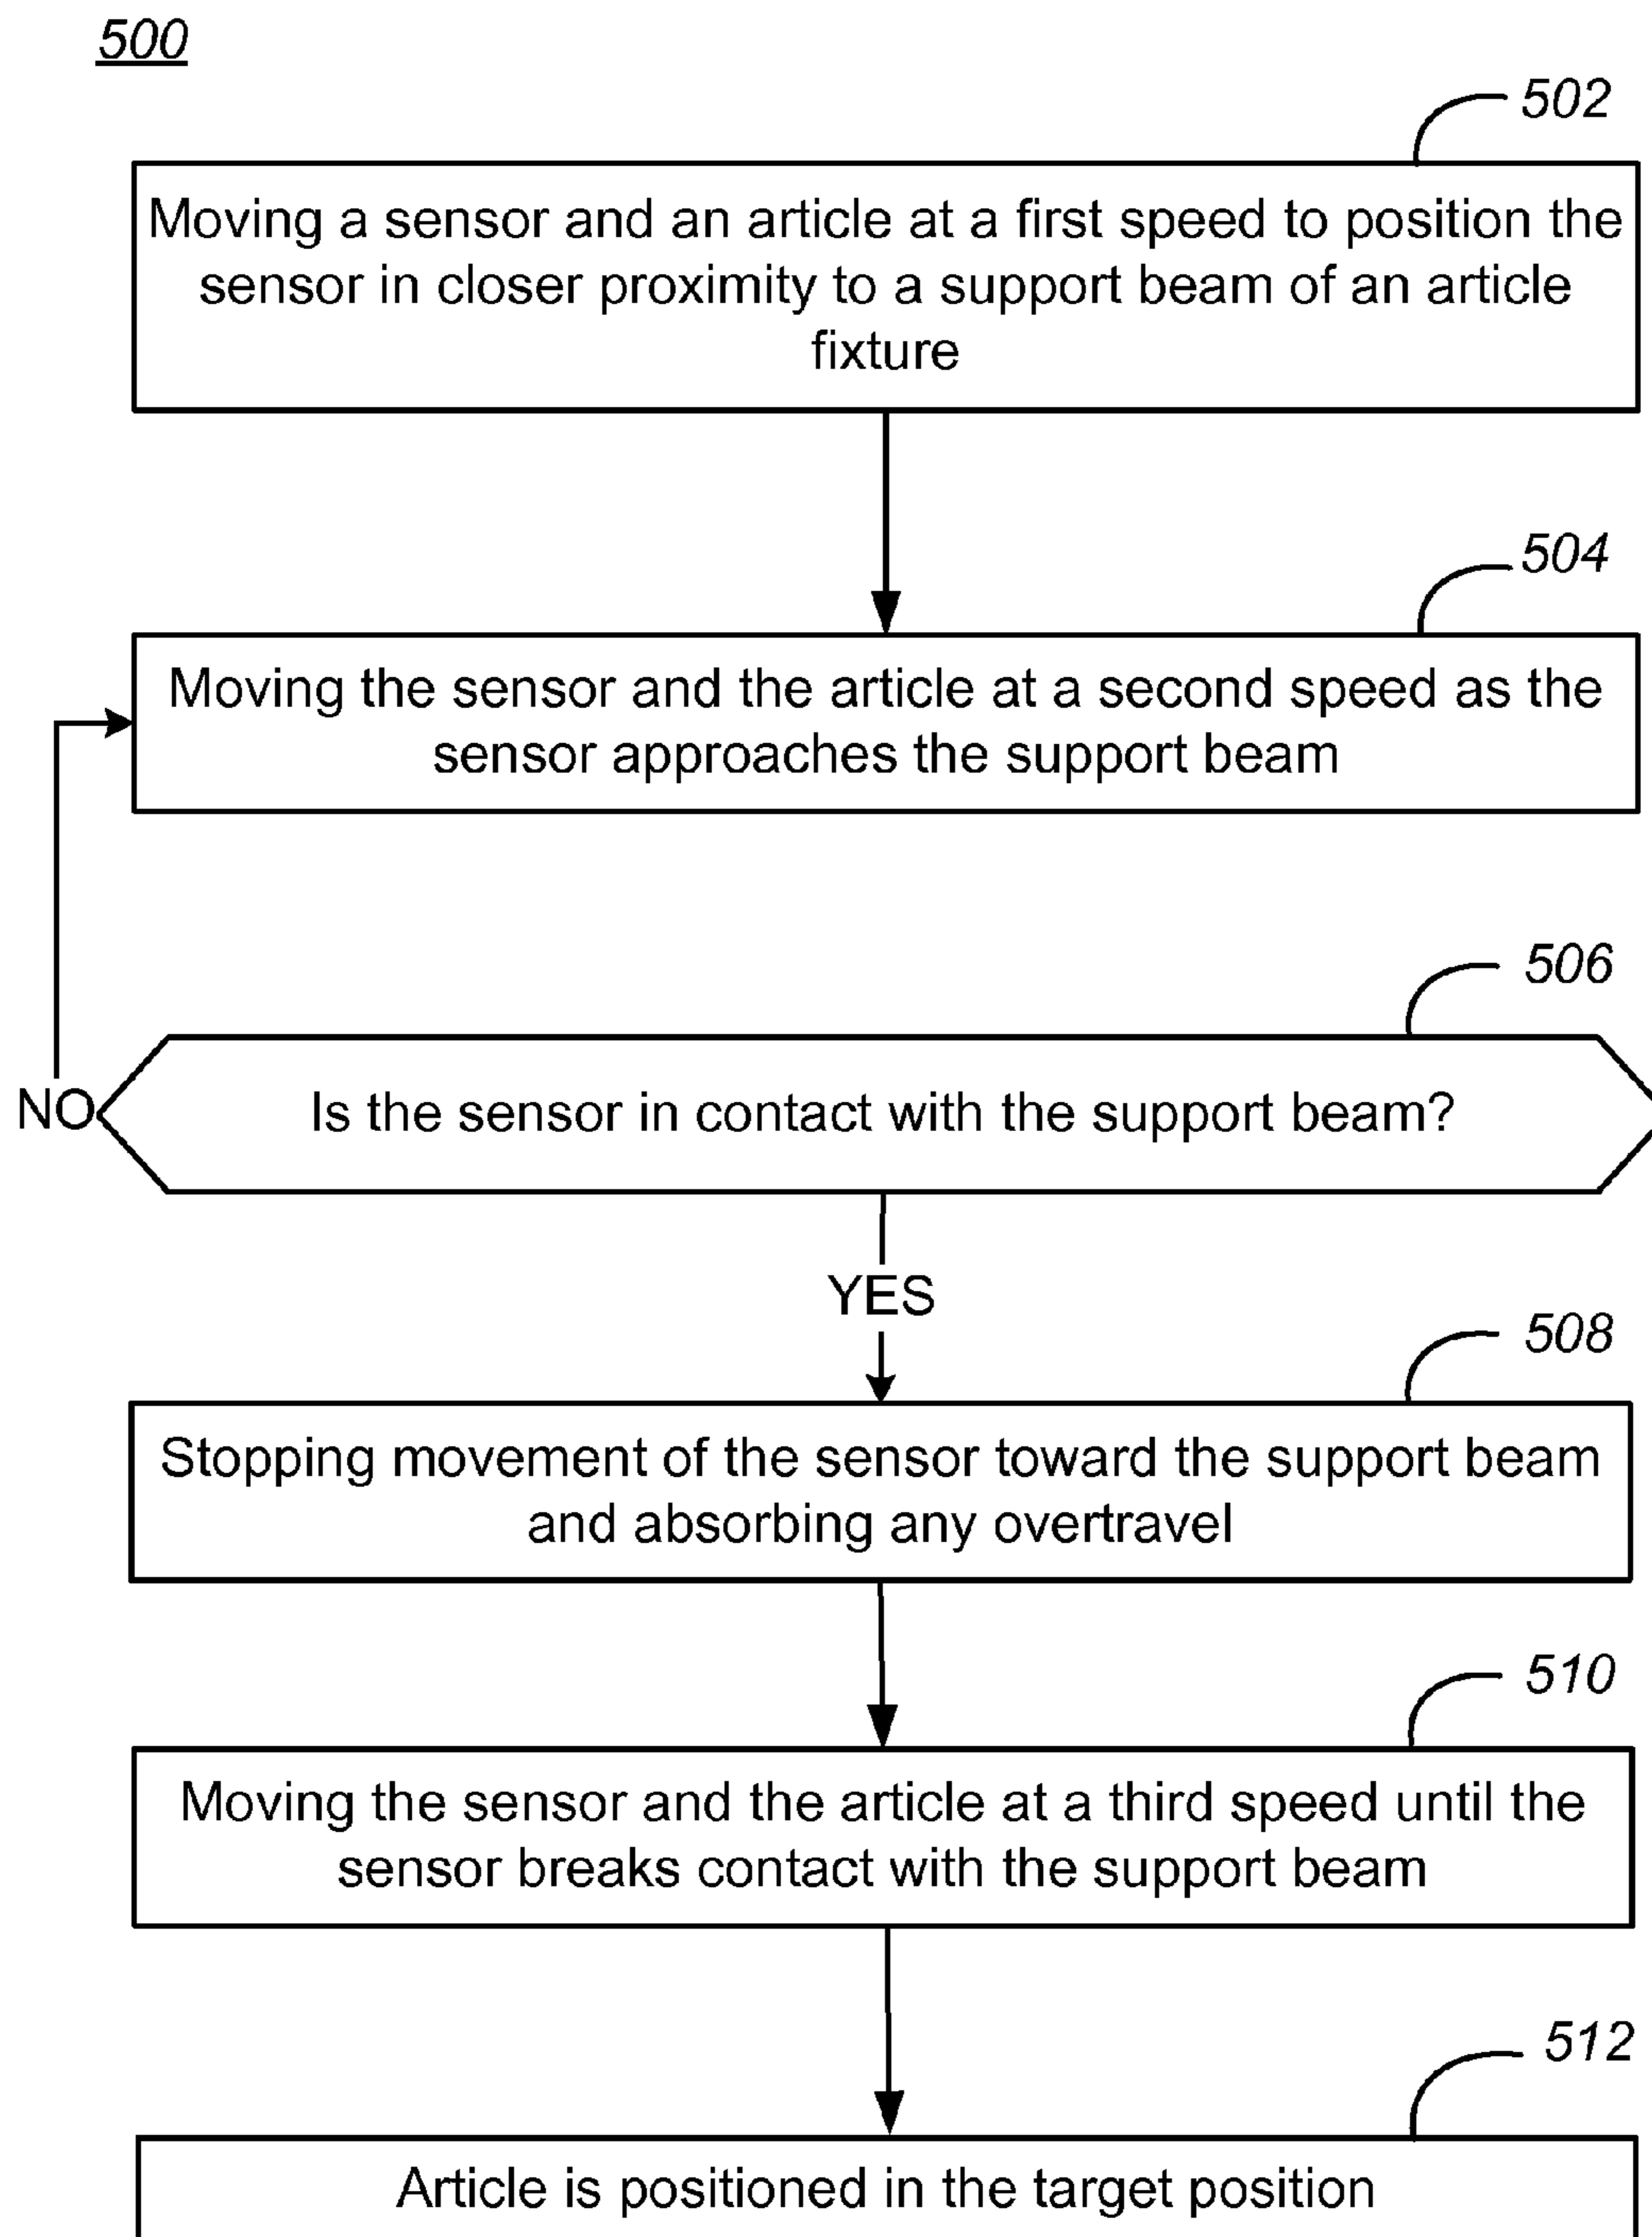 500
502
Moving a sensor and an article at a first speed to position the
sensor in closer proximity to a support beam of an article
fixture
504
Moving the sensor and the article at a second speed as the
sensor approaches the support beam
506
NO
Is the sensor in contact with the support beam?
YES
508
Stopping movement of the sensor toward the support beam
and absorbing any overtravel
510
Moving the sensor and the article at a third speed until the
sensor breaks contact with the support beam
512
Article is positioned in the target position